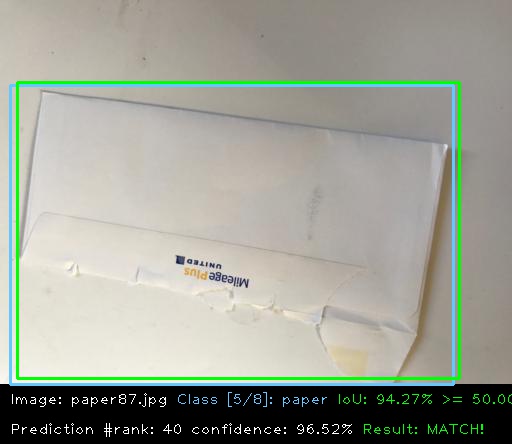 MileagePlus
UNITED
Image: paper87.jpg Class [5/8]: paper IoU: 94.27% >= 50.00
Prediction #rank: 40 confidence: 96.52% Result: MATCH!